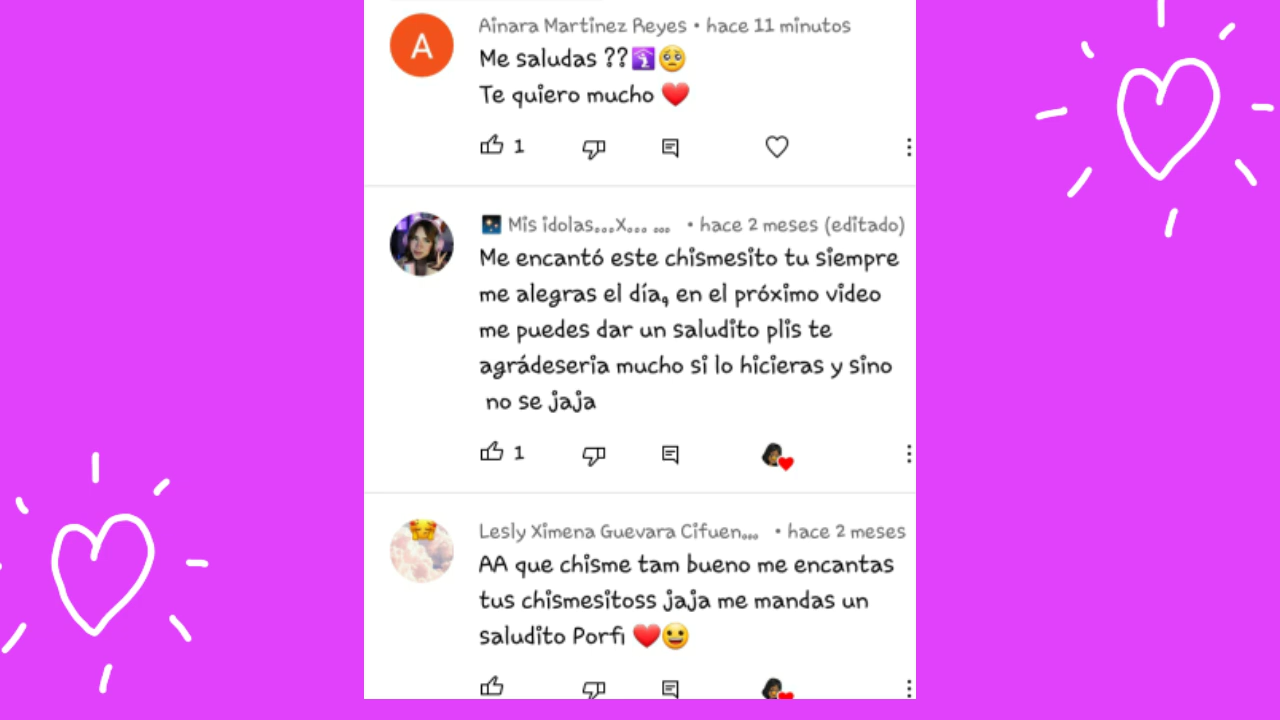 A
Ainara Martinez Reyes • hace 11 minutos
Me saludas ??🛐🥺
Te quiero mucho ❤️
1
🌠 Mis idolas...X... ... • hace 2 meses (editado)
Me encantó este chismesito tu siempre
me alegras el día, en el próximo video
me puedes dar un saludito plis te
agrádeseria mucho si lo hicieras y sino
no se jaja
1
Lesly Ximena Guevara Cifuen... • hace 2 meses
AA que chisme tam bueno me encantas
tus chismesitoss jaja me mandas un
saludito Porfi ❤️😀